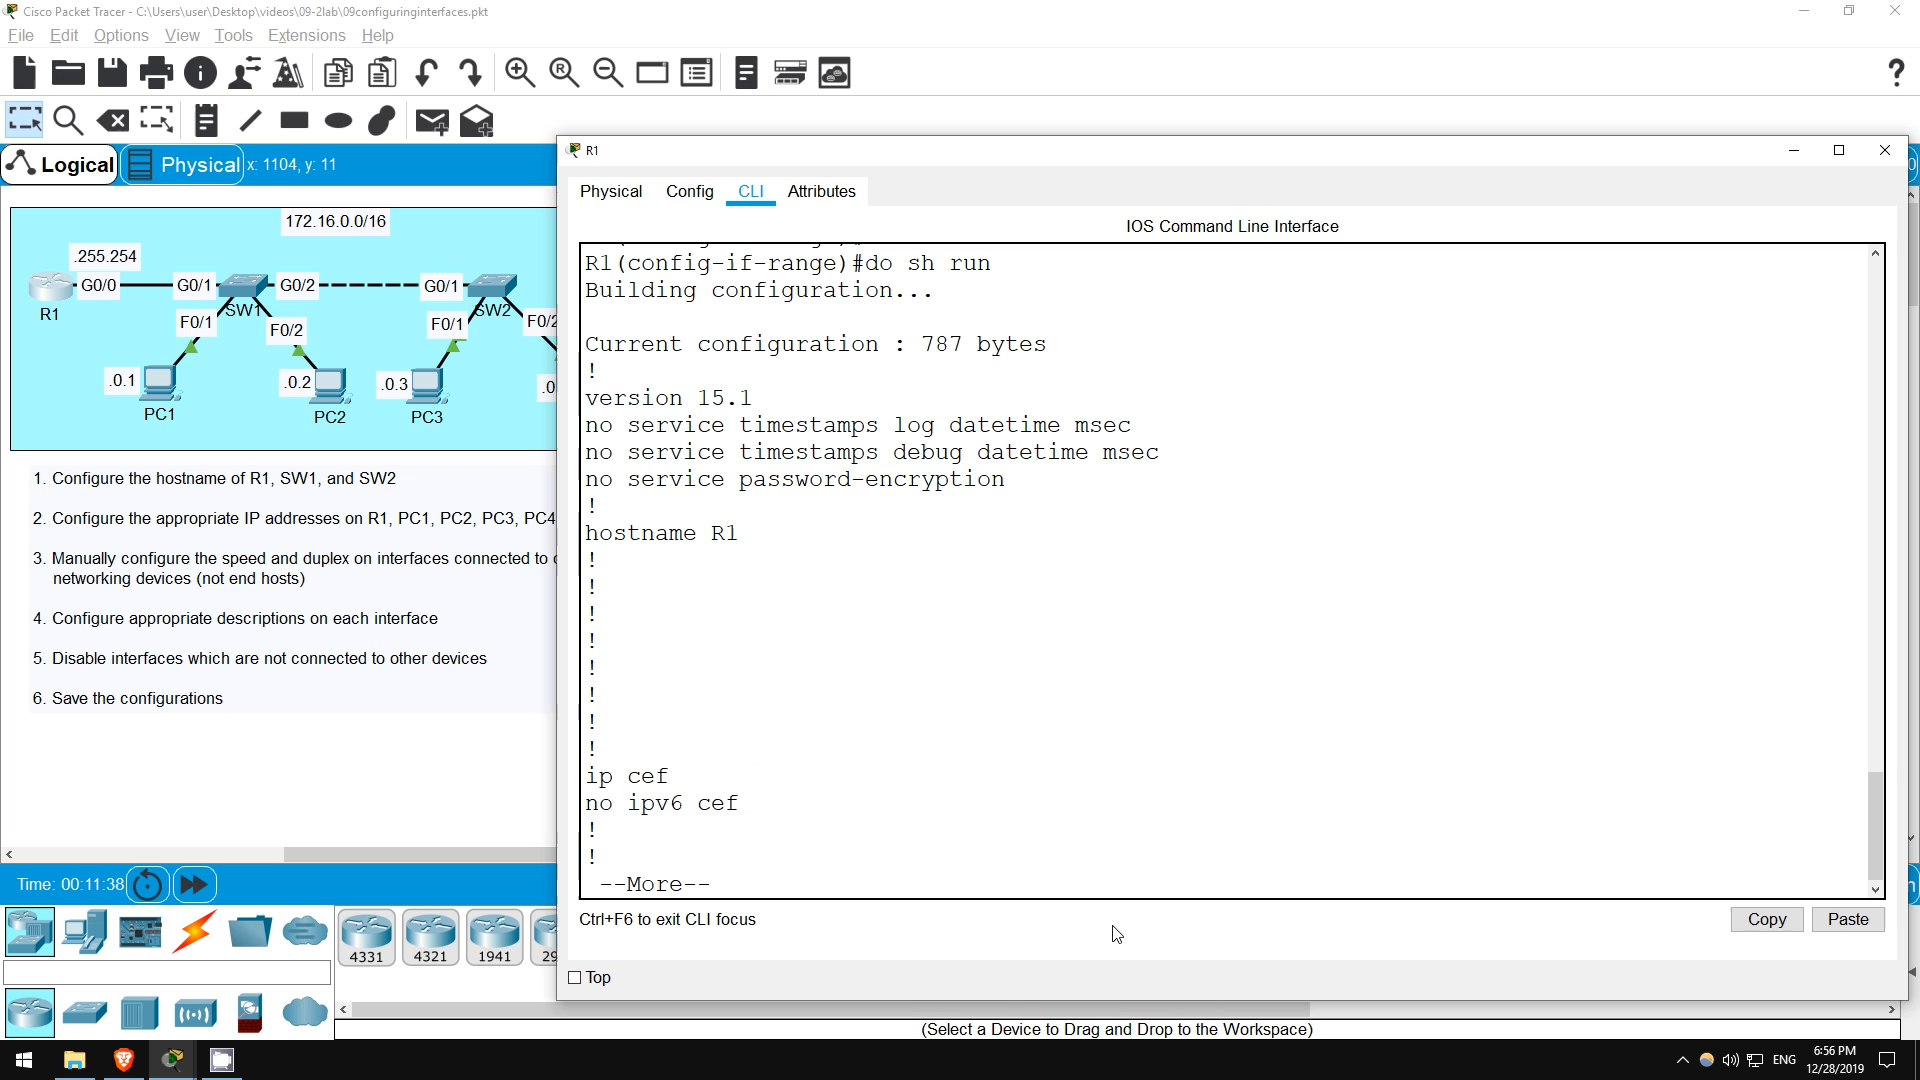 Cisco Packet Tracer - C:\Users\user\Desktop\videos\09-2lab\09configuringinterfaces.pkt
File Edit Options View Tools Extensions Help
Logical Physical x: 1104, y: 11
172.16.0.0/16
.255.254
G0/0 G0/1 G0/2 G0/1
R1 SW1 SW2
F0/1 F0/2 F0/1 F0/2
.0.1 .0.2 .0.3 .0
PC1 PC2 PC3
1. Configure the hostname of R1, SW1, and SW2
2. Configure the appropriate IP addresses on R1, PC1, PC2, PC3, PC4
3. Manually configure the speed and duplex on interfaces connected to
networking devices (not end hosts)
4. Configure appropriate descriptions on each interface
5. Disable interfaces which are not connected to other devices
6. Save the configurations
Time: 00:11:38
4331 4321 1941 29
R1
Physical Config CLI Attributes
IOS Command Line Interface
R1(config-if-range)#do sh run
Building configuration...
Current configuration : 787 bytes
!
version 15.1
no service timestamps log datetime msec
no service timestamps debug datetime msec
no service password-encryption
!
hostname R1
!
!
!
!
!
!
!
!
ip cef
no ipv6 cef
!
!
--More--
Ctrl+F6 to exit CLI focus
Copy Paste
Top
(Select a Device to Drag and Drop to the Workspace)
ENG
6:56 PM
12/28/2019